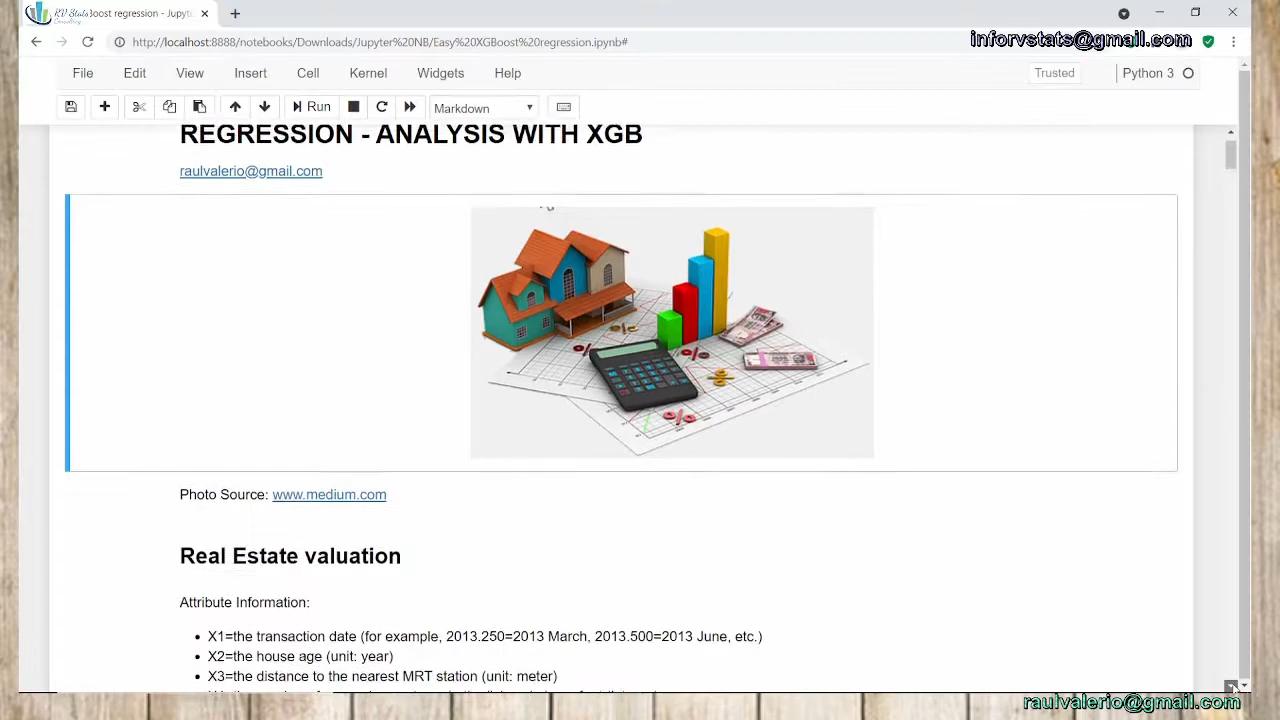 RV Stats
Boost regression - Jupyte
http://localhost:8888/notebooks/Downloads/Jupyter%20NB/Easy%20XGBoost%20regression.ipynb#
inforvstats@gmail.com
File Edit View Insert Cell Kernel Widgets Help Trusted Python 3
Run Markdown
REGRESSION - ANALYSIS WITH XGB
raulvalerio@gmail.com
Photo Source: www.medium.com
Real Estate valuation
Attribute Information:
X1=the transaction date (for example, 2013.250=2013 March, 2013.500=2013 June, etc.)
X2=the house age (unit: year)
X3=the distance to the nearest MRT station (unit: meter)
raulvalerio@gmail.com